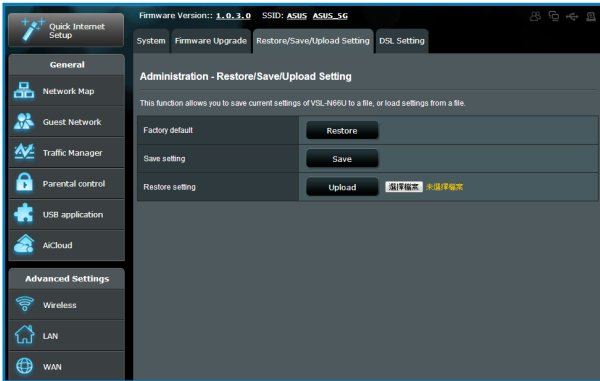 Quick Internet
Setup
General
Network Map
Guest Network
Traffic Manager
Parental control
USB application
AiCloud
Advanced Settings
Wireless
LAN
WAN
Firmware Version:: 1.0.3.0 SSID: ASUS ASUS_5G
System Firmware Upgrade Restore/Save/Upload Setting DSL Setting
Administration - Restore/Save/Upload Setting
This function allows you to save current settings of VSL-N66U to a file, or load settings from a file.
Factory default Restore
Save setting Save
Restore setting Upload 選擇檔案 未選擇檔案